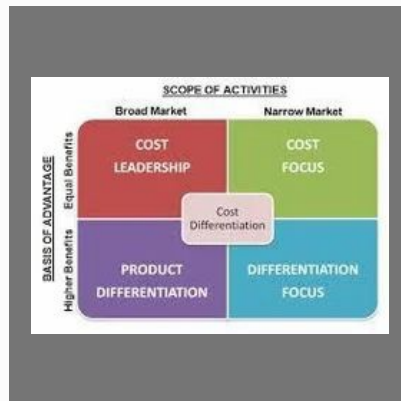 SCOPE OF ACTIVITIES
Broad Market Narrow Market
BASIS OF ADVANTAGE
Equal Benefits
Higher Benefits
COST
LEADERSHIP
COST
FOCUS
Cost
Differentiation
PRODUCT
DIFFERENTIATION
DIFFERENTIATION
FOCUS